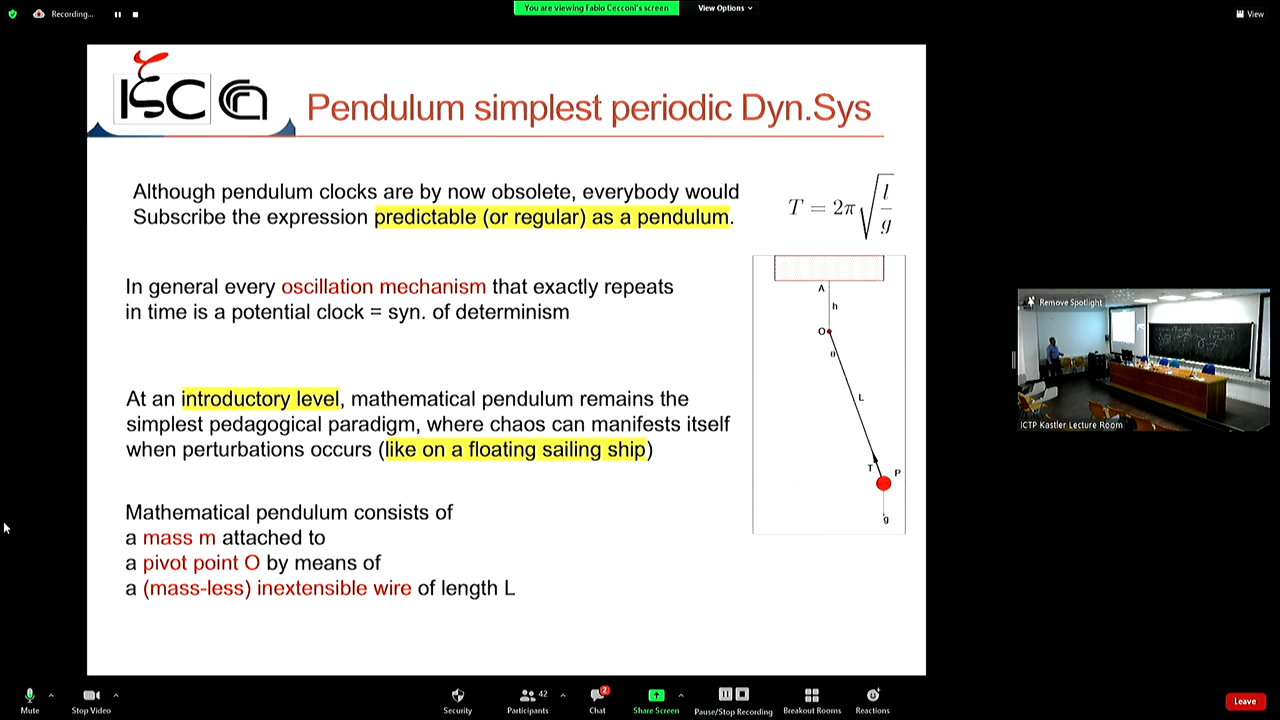 Recording...
You are viewing Fabio Cecconi's screen
View Options
View
ISC
Pendulum simplest periodic Dyn.Sys
Although pendulum clocks are by now obsolete, everybody would
Subscribe the expression predictable (or regular) as a pendulum.
T = 2π√(l/g)
In general every oscillation mechanism that exactly repeats
in time is a potential clock = syn. of determinism
At an introductory level, mathematical pendulum remains the
simplest pedagogical paradigm, where chaos can manifests itself
when perturbations occurs (like on a floating sailing ship)
Mathematical pendulum consists of
a mass m attached to
a pivot point O by means of
a (mass-less) inextensible wire of length L
A
h
O
θ
L
T
P
g
Remove Spotlight
ICTP Kastler Lecture Room
Mute
Stop Video
Security
Participants
42
Chat
2
Share Screen
Pause/Stop Recording
Breakout Rooms
Reactions
Leave